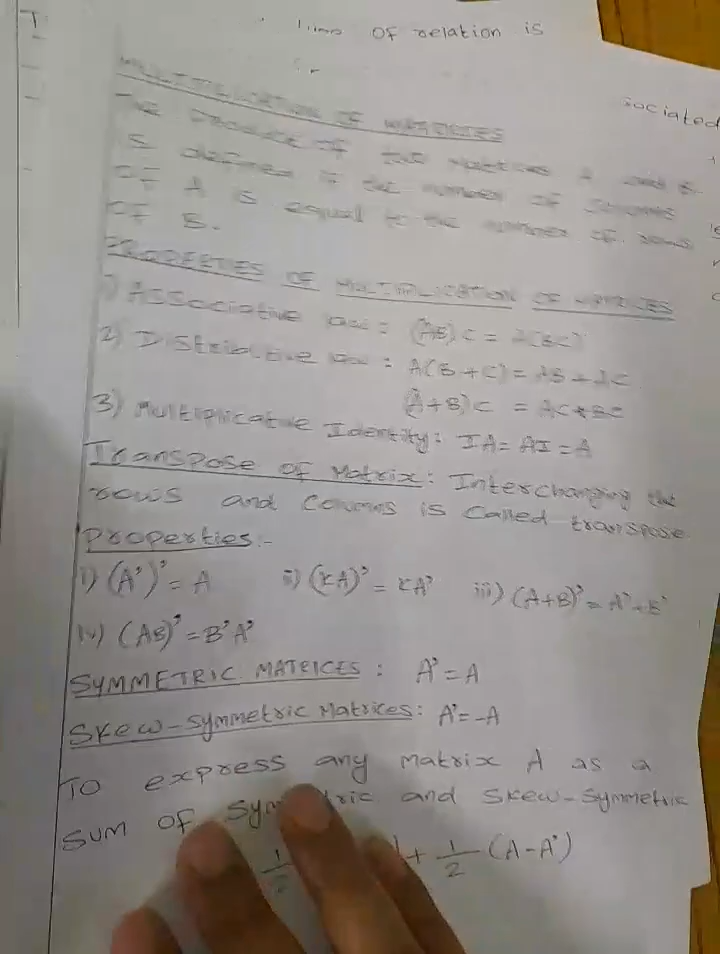 OF relation is
sociated
MULTIPLICATION OF MATRICES
The product of the matrices A and B
is defined if the number of columns
OF A is equal to the number of rows
OF B.
PROPERTIES OF MULTIPLICATION OF MATRICES
1) Associative law : (AB)C = A(BC)
2) Distributive law : A(B+C) = AB + AC
(A+B)C = AC+BC
3) Multiplicative Identity: IA = AI = A
Transpose of Matrix: Interchanging the
rows and columns is called transpose
Properties:-
i) (A')' = A ii) (KA)' = KA' iii) (A+B)' = A'+B'
iv) (AB)' = B'A'
SYMMETRIC MATRICES : A' = A
Skew-Symmetric Matrices: A' = -A
TO express any matrix A as a
sum of and Skew-Symmetric
1/2 + 1/2 (A-A')